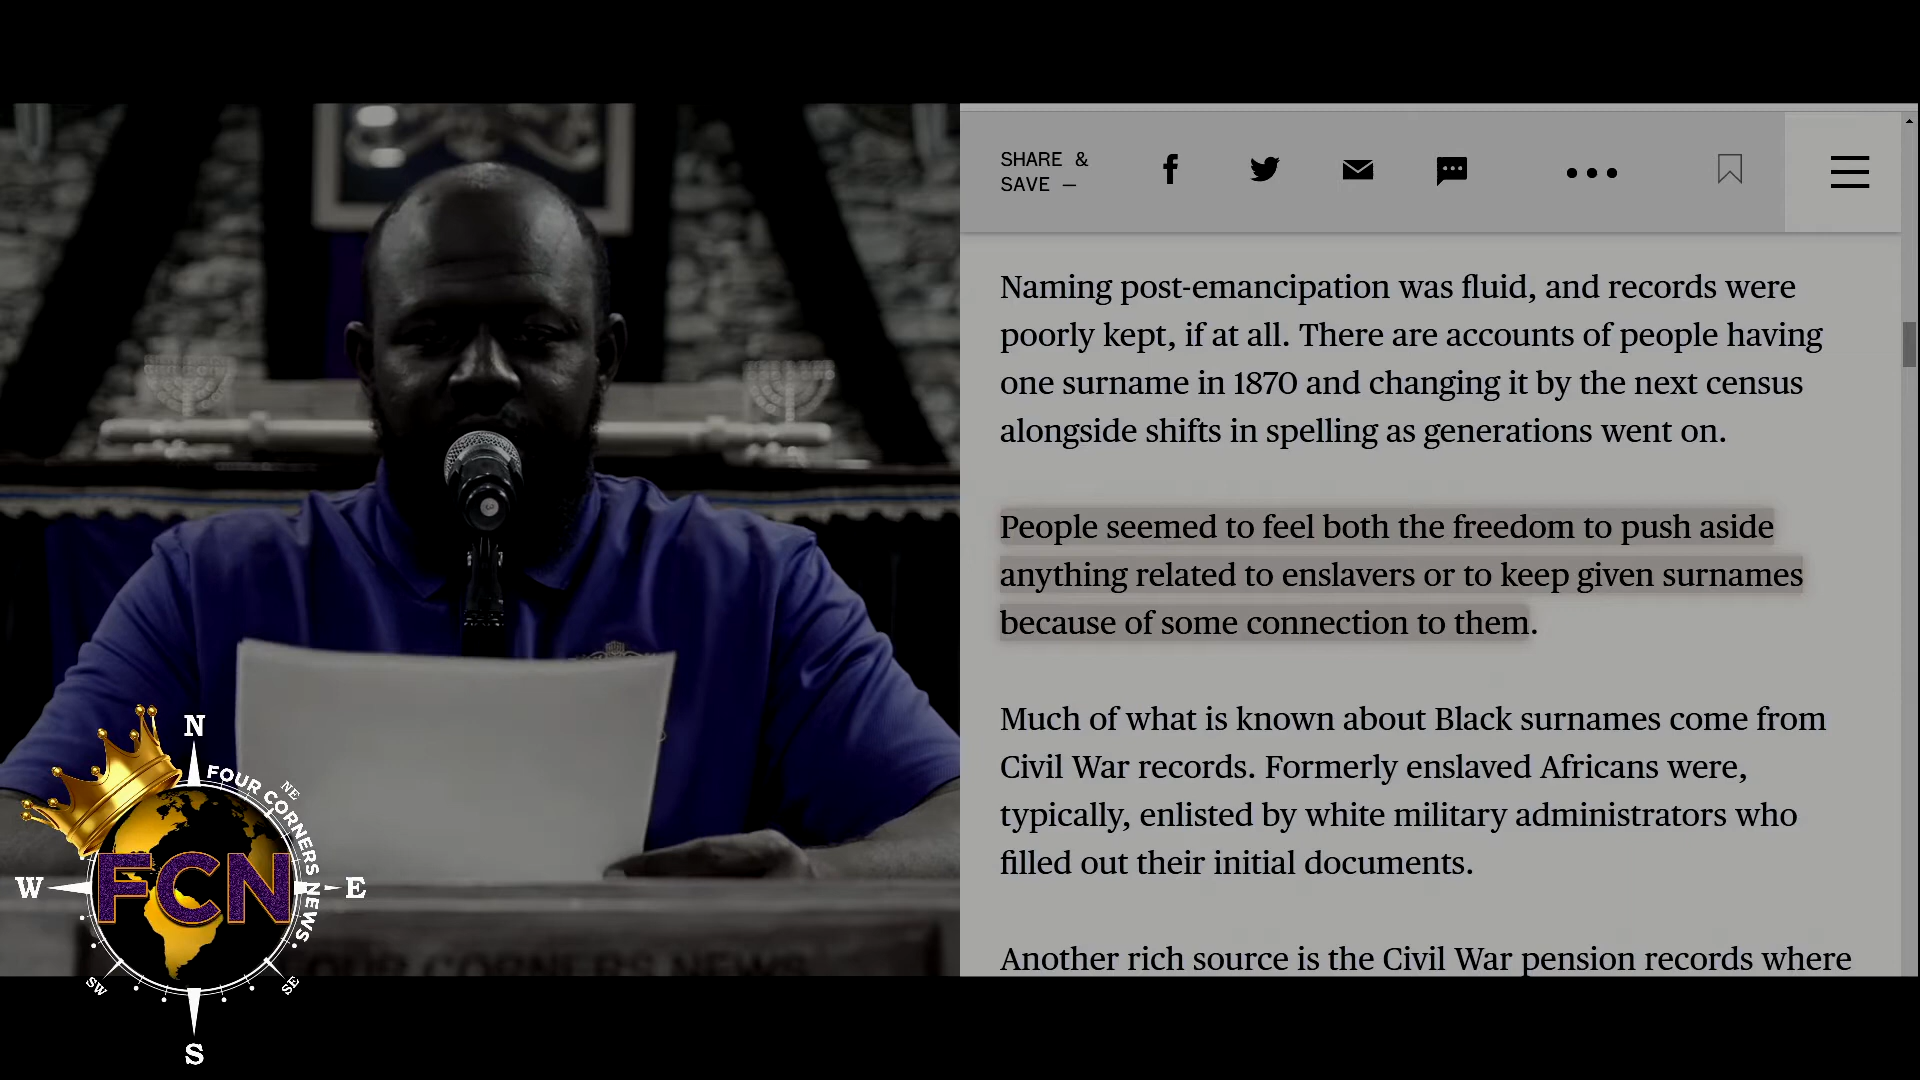 SHARE &
SAVE —
Naming post-emancipation was fluid, and records were
poorly kept, if at all. There are accounts of people having
one surname in 1870 and changing it by the next census
alongside shifts in spelling as generations went on.
People seemed to feel both the freedom to push aside
anything related to enslavers or to keep given surnames
because of some connection to them.
Much of what is known about Black surnames come from
Civil War records. Formerly enslaved Africans were,
typically, enlisted by white military administrators who
filled out their initial documents.
Another rich source is the Civil War pension records where
N
NE
FOUR CORNERS NEWS
W
FCN
E
SW
SE
S
FOUR CORNERS NEWS